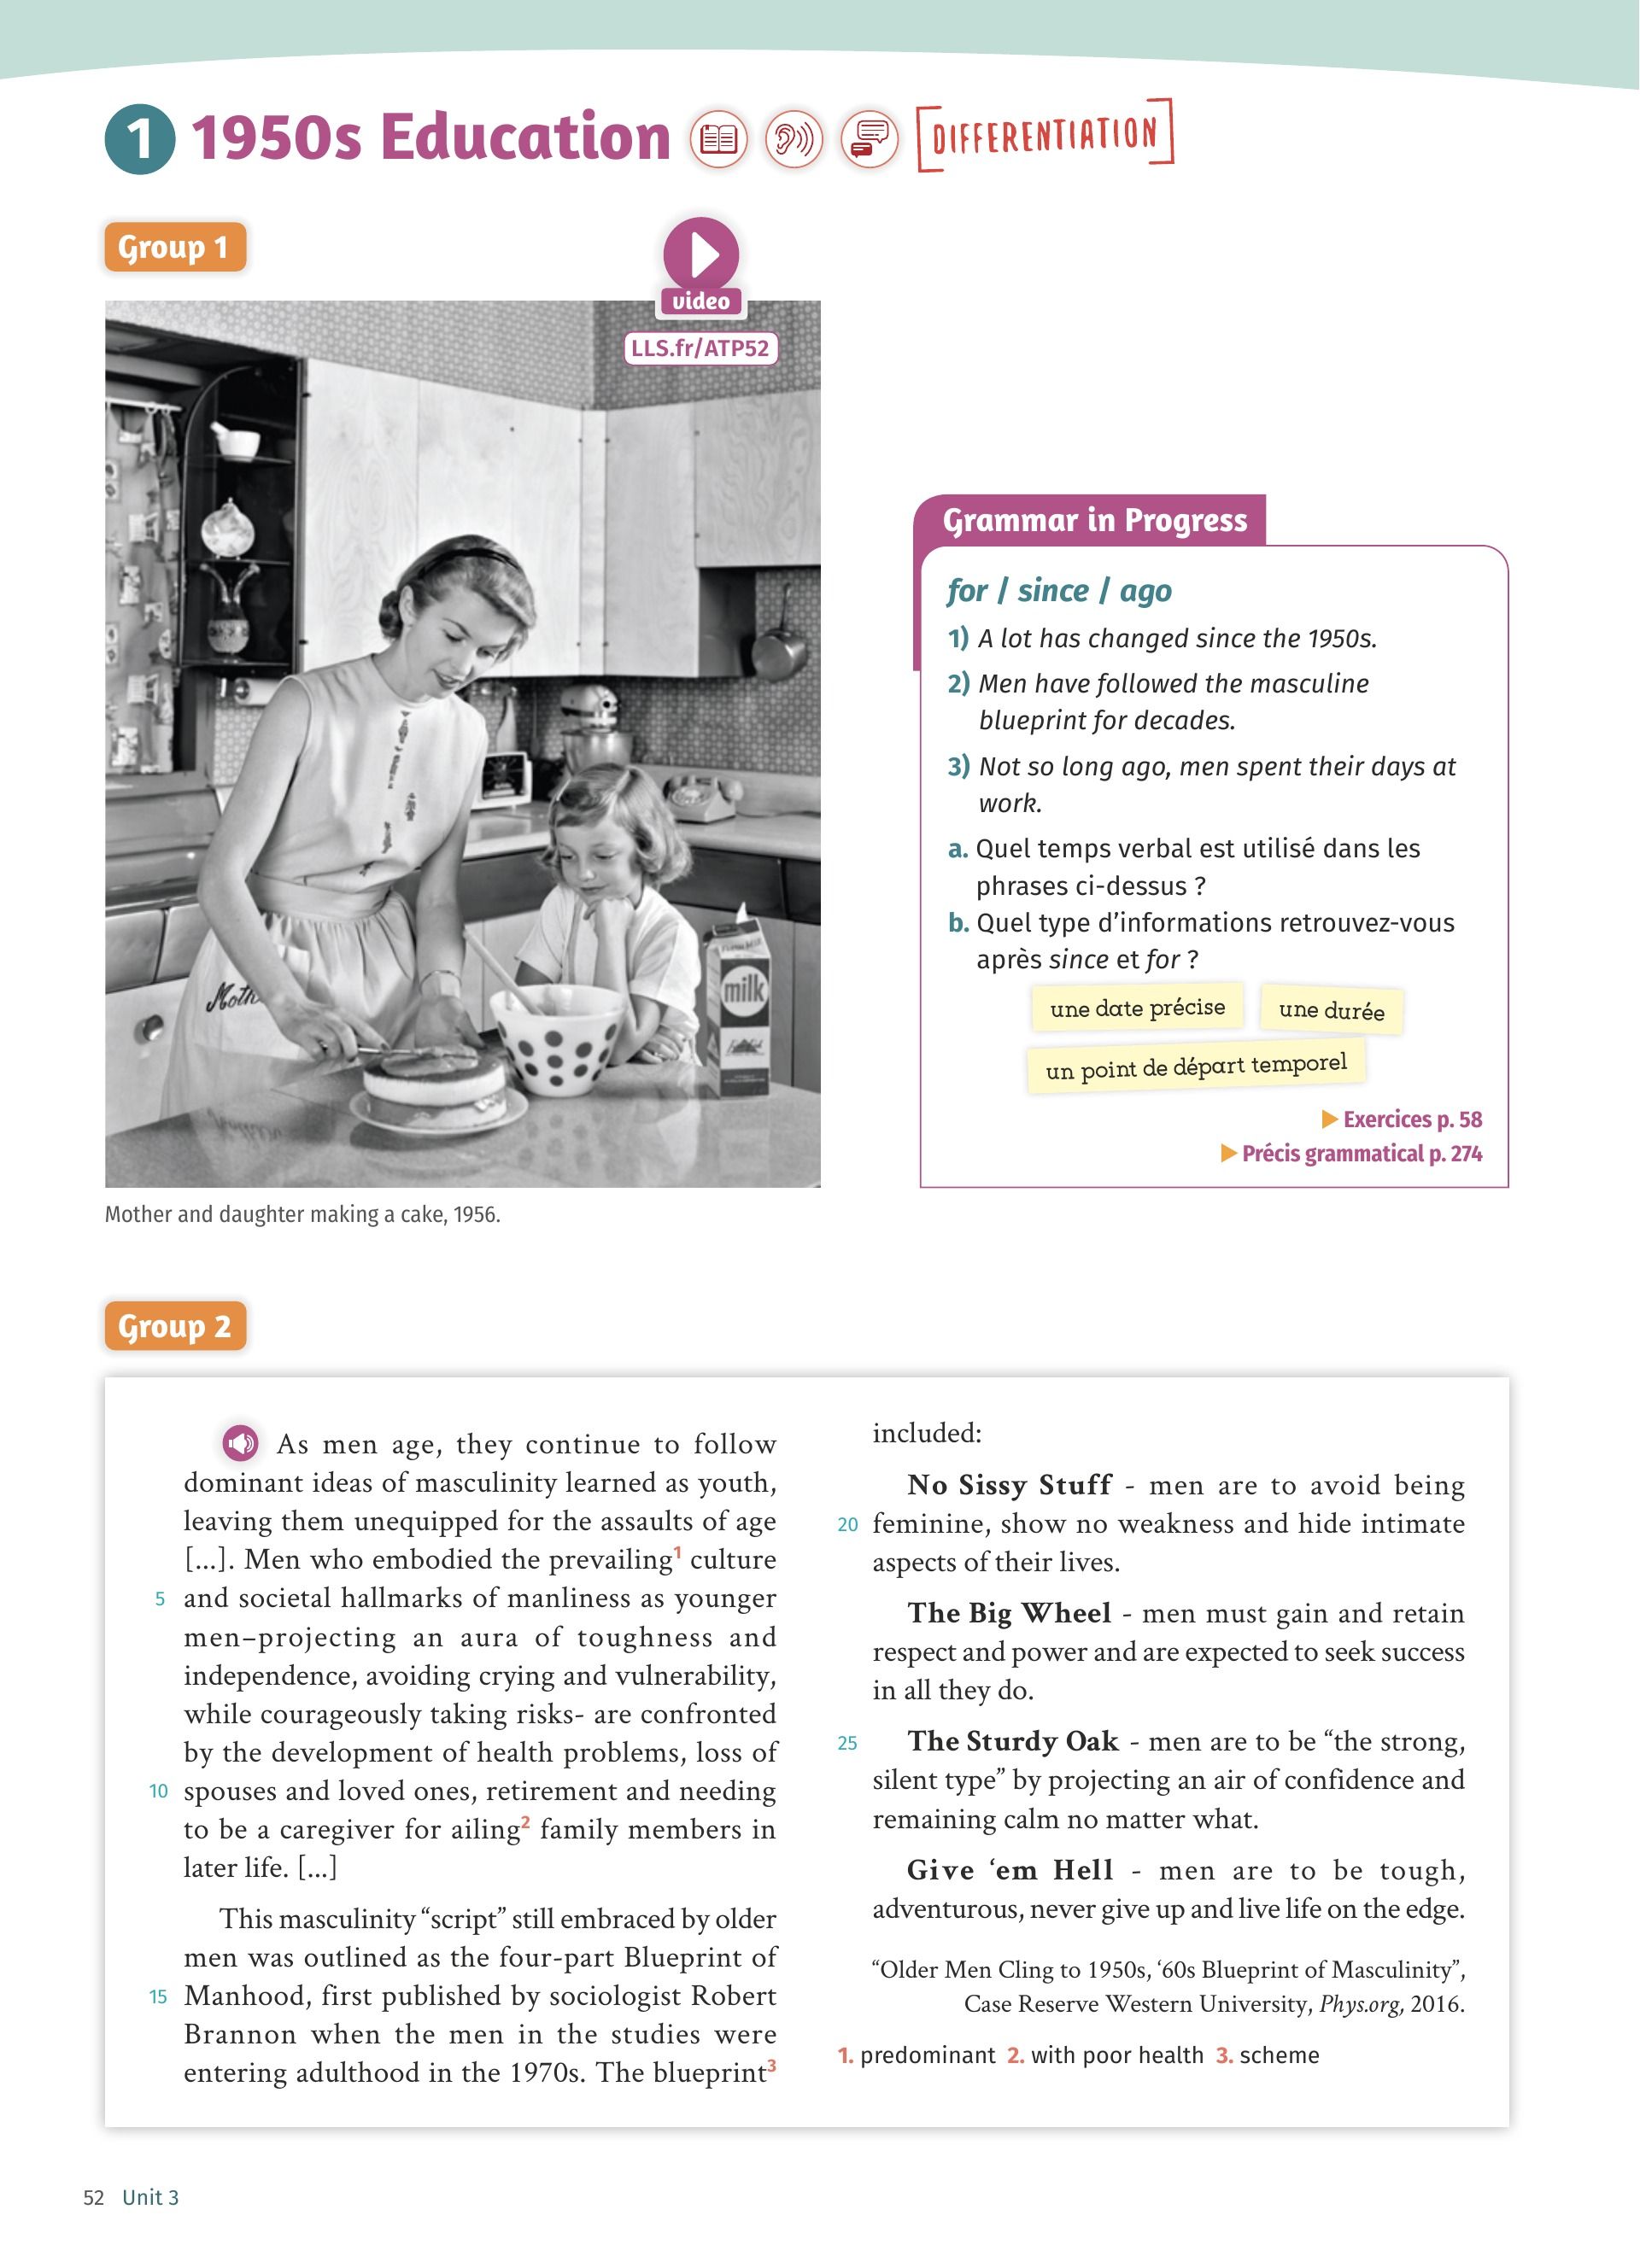 1 1950s Education [DIFFERENTIATION]
Group 1
video
LLS.fr/ATP52
Moth
milk
Mother and daughter making a cake, 1956.
Grammar in Progress
for / since / ago
1) A lot has changed since the 1950s.
2) Men have followed the masculine
blueprint for decades.
3) Not so long ago, men spent their days at
work.
a. Quel temps verbal est utilisé dans les
phrases ci-dessus ?
b. Quel type d’informations retrouvez-vous
après since et for ?
une date précise une durée
un point de départ temporel
Exercices p. 58
Précis grammatical p. 274
Group 2
As men age, they continue to follow
dominant ideas of masculinity learned as youth,
leaving them unequipped for the assaults of age
[...]. Men who embodied the prevailing1 culture
5 and societal hallmarks of manliness as younger
men–projecting an aura of toughness and
independence, avoiding crying and vulnerability,
while courageously taking risks- are confronted
by the development of health problems, loss of
10 spouses and loved ones, retirement and needing
to be a caregiver for ailing2 family members in
later life. [...]
This masculinity “script” still embraced by older
men was outlined as the four-part Blueprint of
15 Manhood, first published by sociologist Robert
Brannon when the men in the studies were
entering adulthood in the 1970s. The blueprint3
included:
No Sissy Stuff - men are to avoid being
20 feminine, show no weakness and hide intimate
aspects of their lives.
The Big Wheel - men must gain and retain
respect and power and are expected to seek success
in all they do.
25 The Sturdy Oak - men are to be “the strong,
silent type” by projecting an air of confidence and
remaining calm no matter what.
Give ‘em Hell - men are to be tough,
adventurous, never give up and live life on the edge.
“Older Men Cling to 1950s, ‘60s Blueprint of Masculinity”,
Case Reserve Western University, Phys.org, 2016.
1. predominant 2. with poor health 3. scheme
52 Unit 3